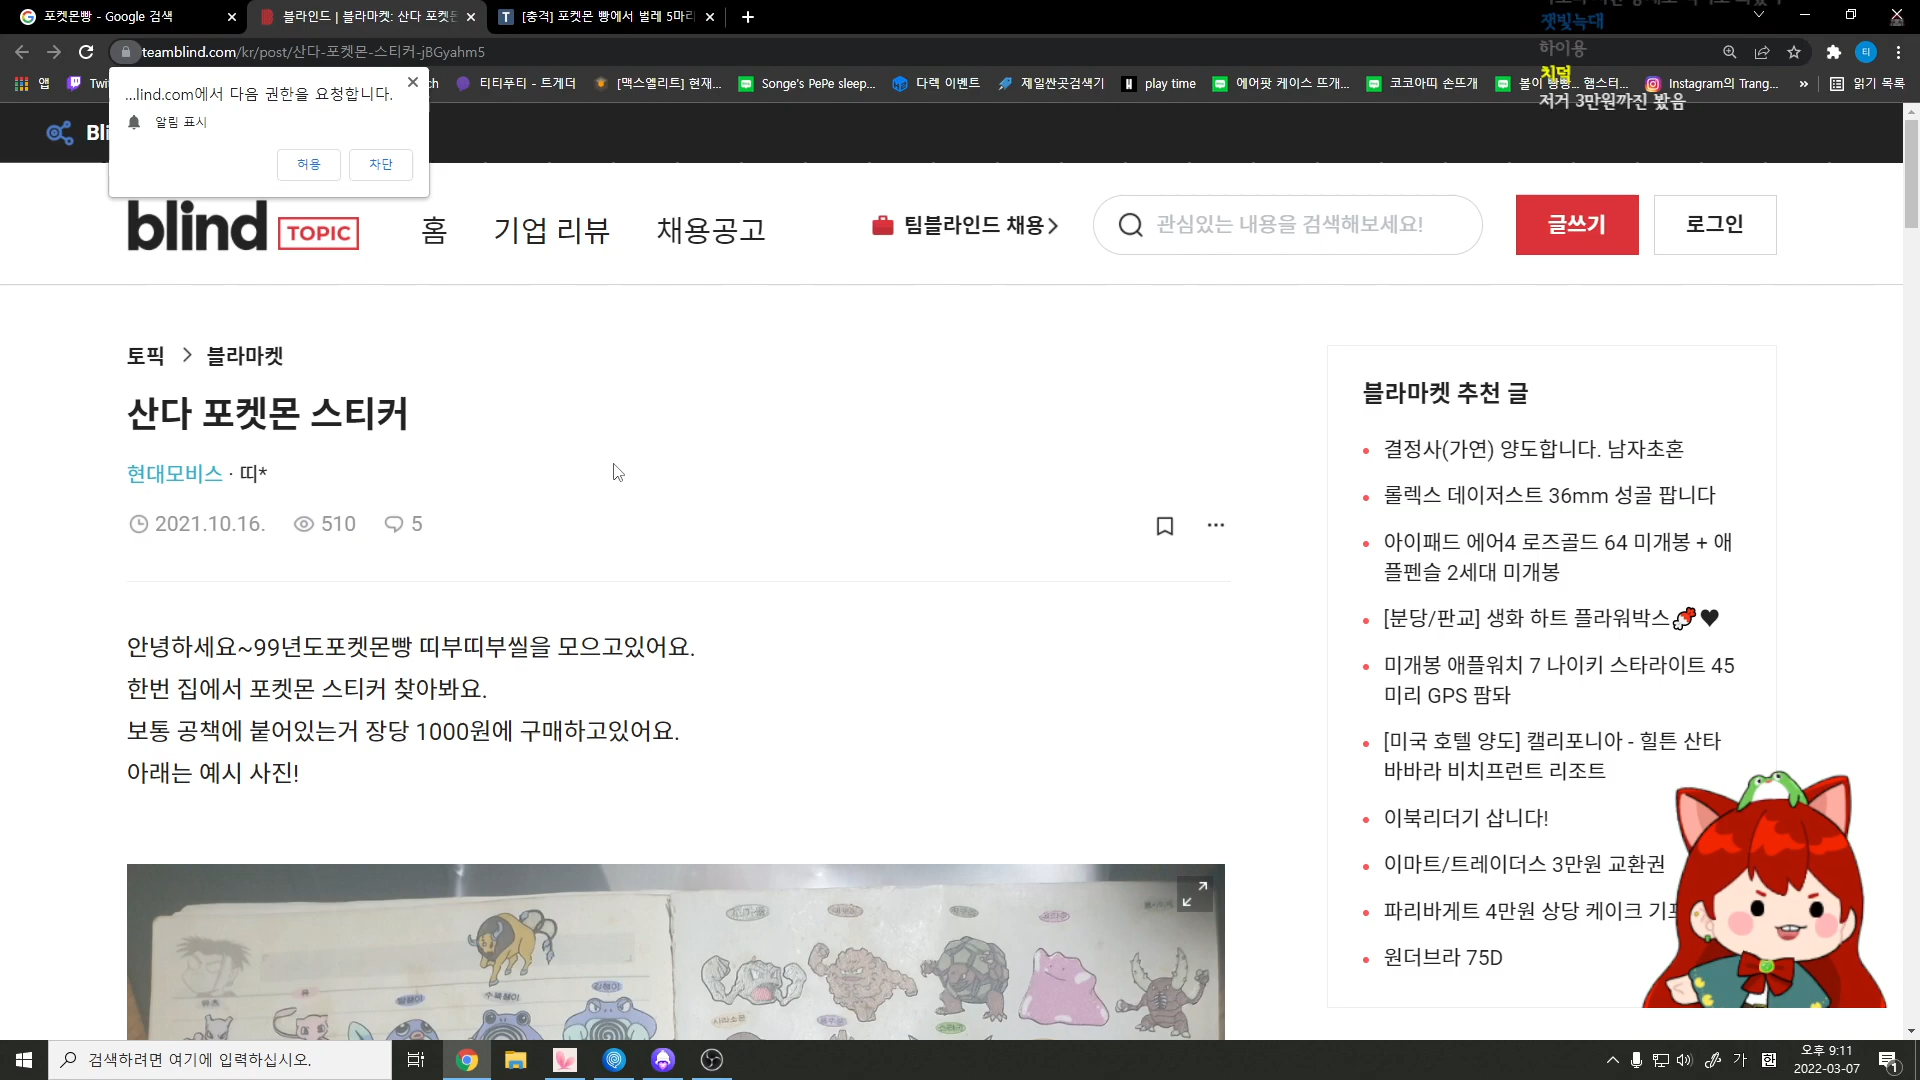 포켓몬빵 - Google 검색
블라인드 | 블라마켓: 산다 포켓몬
[충격] 포켓몬 빵에서 벌레 5마리
teamblind.com/kr/post/산다-포켓몬-스티커-jBGyahm5
잿빛늑대
하이용
치덕
저거 3만원까진 봤음
앱
티티푸티 - 트게더
[맥스엘리트] 현재...
Songe's PePe sleep...
다렉 이벤트
제일싼곳검색기
play time
에어팟 케이스 뜨개...
코코아띠 손뜨개
Instagram의 Trang...
읽기 목록
...lind.com에서 다음 권한을 요청합니다.
알림 표시
허용
차단
blind TOPIC
홈
기업 리뷰
채용공고
팀블라인드 채용
관심있는 내용을 검색해보세요!
글쓰기
로그인
토픽 > 블라마켓
산다 포켓몬 스티커
현대모비스 · 띠*
2021.10.16. 510 5
안녕하세요~99년도포켓몬빵 띠부띠부씰을 모으고있어요.
한번 집에서 포켓몬 스티커 찾아봐요.
보통 공책에 붙어있는거 장당 1000원에 구매하고있어요.
아래는 예시 사진!
블라마켓 추천 글
결정사(가연) 양도합니다. 남자초혼
롤렉스 데이저스트 36mm 성골 팝니다
아이패드 에어4 로즈골드 64 미개봉 + 애
플펜슬 2세대 미개봉
[분당/판교] 생화 하트 플라워박스
미개봉 애플워치 7 나이키 스타라이트 45
미리 GPS 팜돠
[미국 호텔 양도] 캘리포니아 - 힐튼 산타
바바라 비치프런트 리조트
이북리더기 삽니다!
이마트/트레이더스 3만원 교환권
파리바게트 4만원 상당 케이크
원더브라 75D
검색하려면 여기에 입력하십시오.
가
오후 9:11
2022-03-07
1